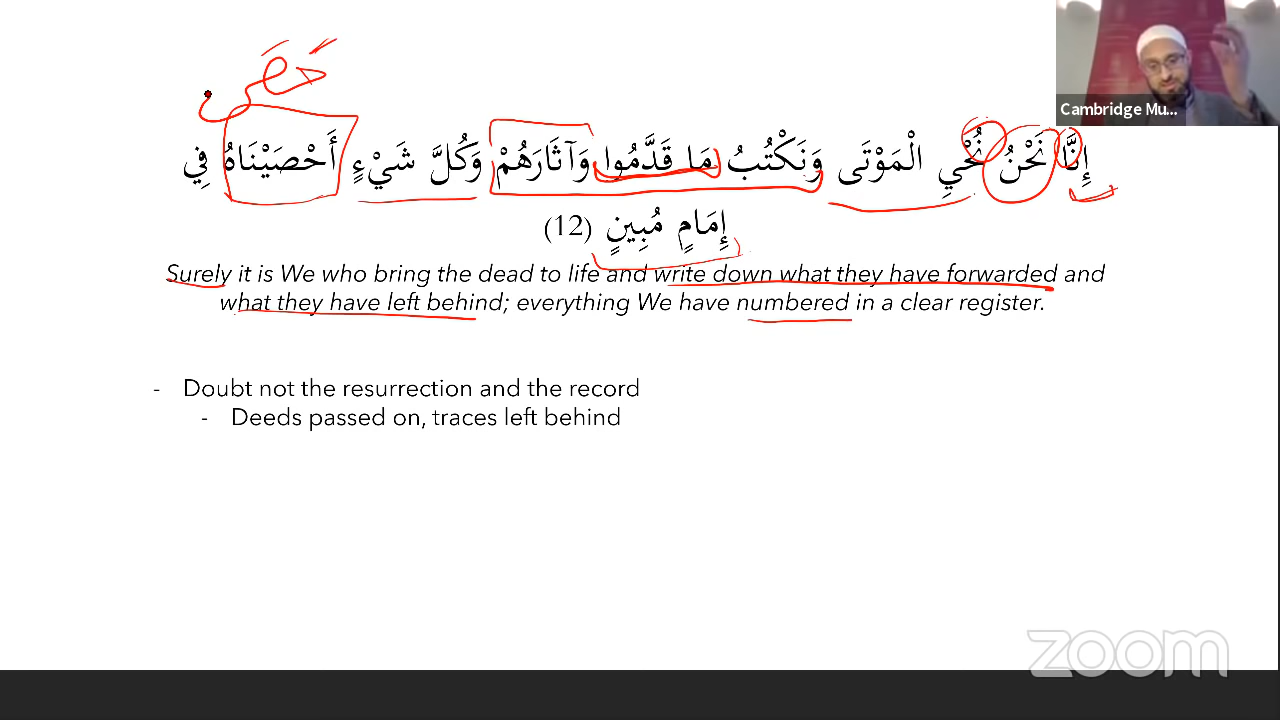 حَصَى
Cambridge Mu...
إِنَّا نَحْنُ نُحْيِي الْمَوْتَى وَنَكْتُبُ مَا قَدَّمُوا وَآثَارَهُمْ وَكُلَّ شَيْءٍ أَحْصَيْنَاهُ فِي
إِمَامٍ مُبِينٍ (12)
Surely it is We who bring the dead to life and write down what they have forwarded and
what they have left behind; everything We have numbered in a clear register.
- Doubt not the resurrection and the record
- Deeds passed on, traces left behind
zoom